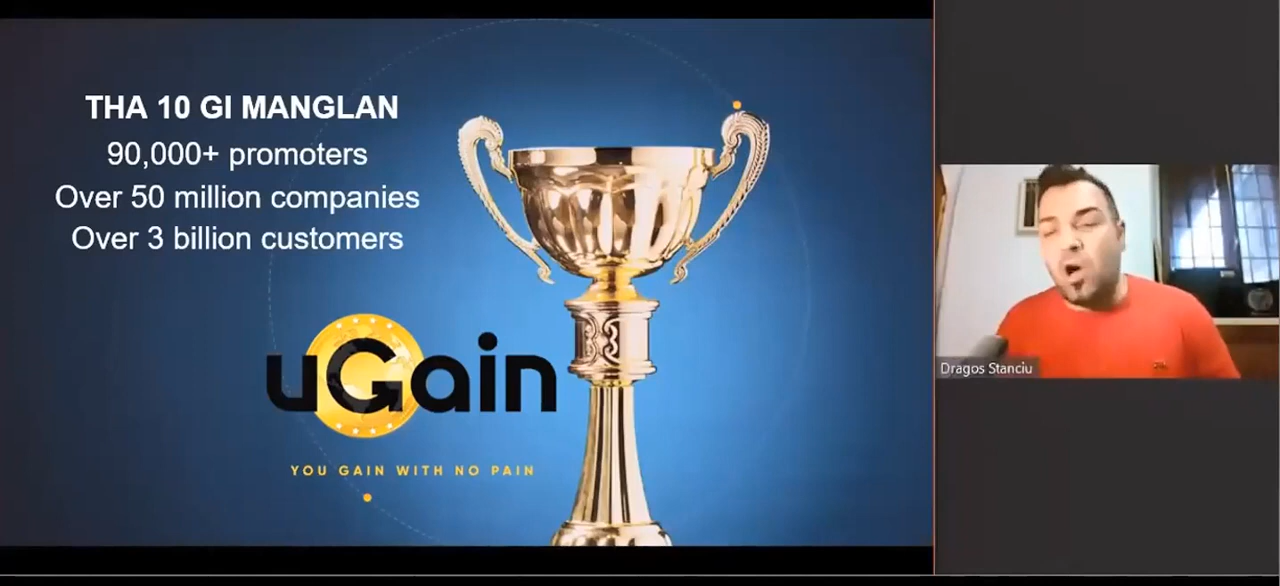 THA 10 GI MANGLAN
90,000+ promoters
Over 50 million companies
Over 3 billion customers
uGain
YOU GAIN WITH NO PAIN
Dragos Stanciu